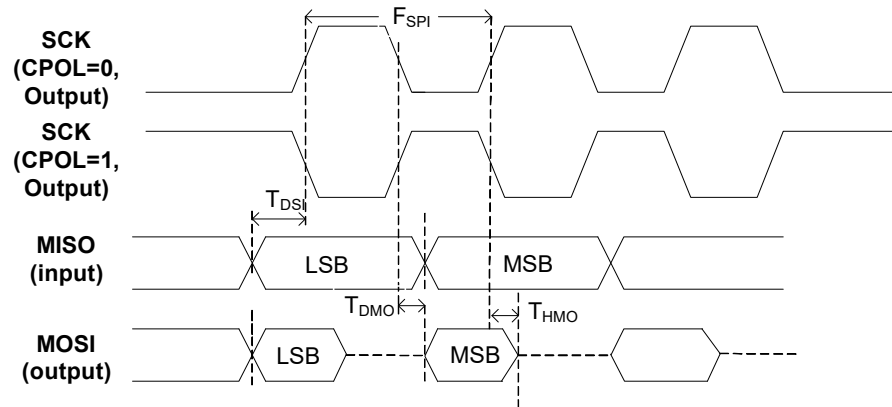 F_SPI
SCK
(CPOL=0,
Output)
SCK
(CPOL=1,
Output)
T_DSI
MISO
(input)
LSB
MSB
T_DMO
T_HMO
MOSI
(output)
LSB
MSB